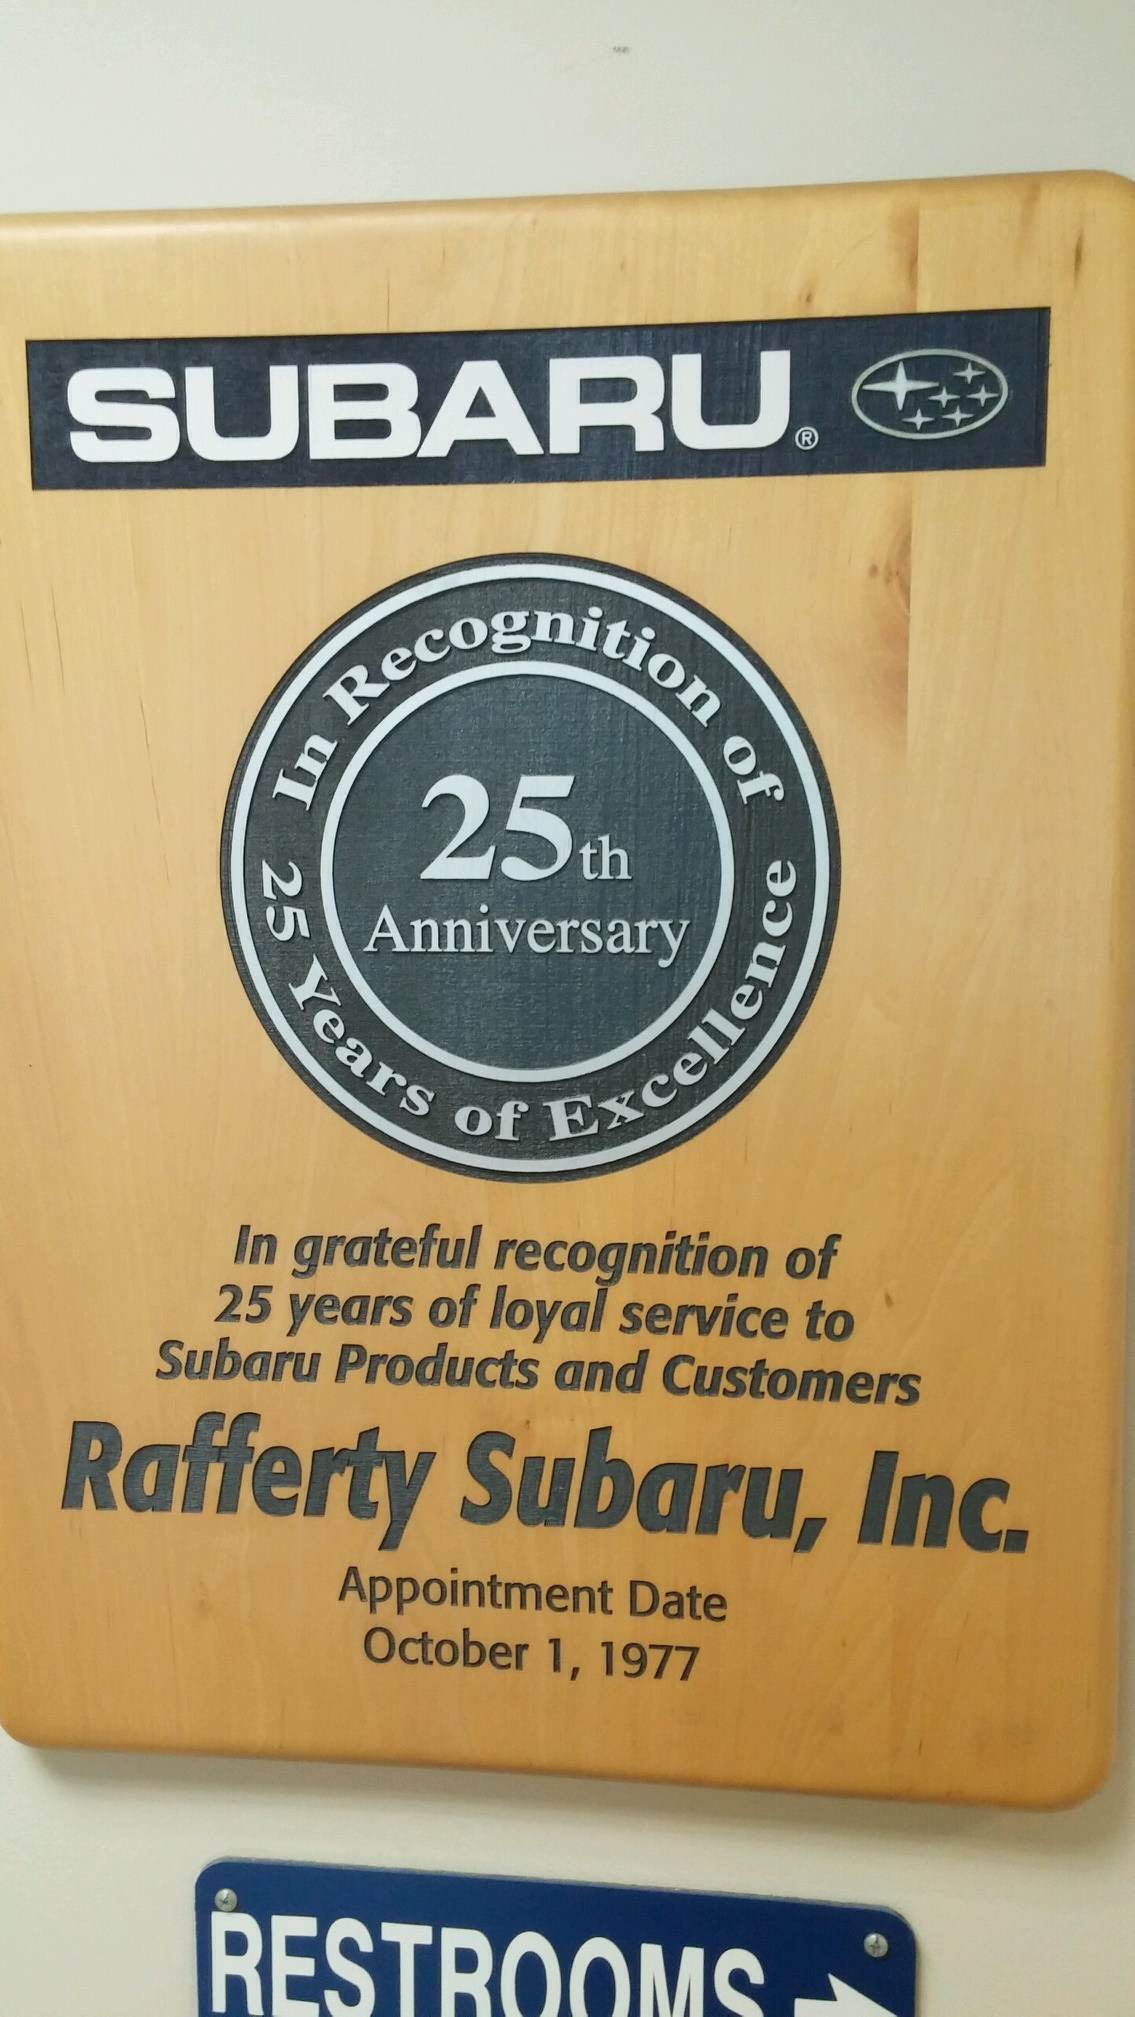 SUBARU®
In Recognition of
25th
Anniversary
25 Years of Excellence
In grateful recognition of
25 years of loyal service to
Subaru Products and Customers
Rafferty Subaru, Inc.
Appointment Date
October 1, 1977
RESTROOMS